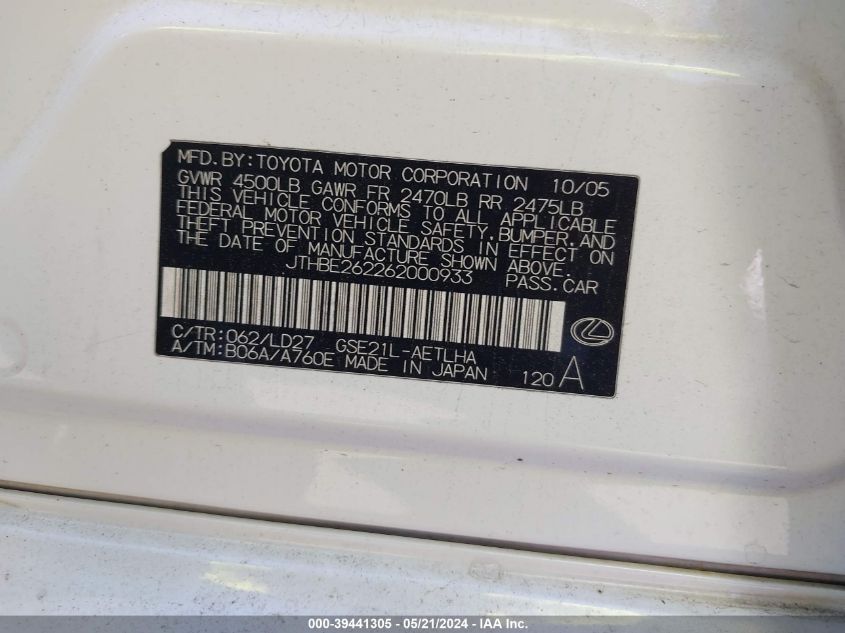 MFD. BY: TOYOTA MOTOR CORPORATION 10/05
GVWR 4500LB GAWR FR 2470LB RR 2475LB
THIS VEHICLE CONFORMS TO ALL APPLICABLE
FEDERAL MOTOR VEHICLE SAFETY, BUMPER, AND
THEFT PREVENTION STANDARDS IN EFFECT ON
THE DATE OF MANUFACTURE SHOWN ABOVE.
JTHBE262262000933 PASS. CAR
C/TR: 062/LD27 GSE21L-AETLHA
A/TM: B06A/A760E MADE IN JAPAN 120 A
000-39441305 - 05/21/2024 - IAA Inc.